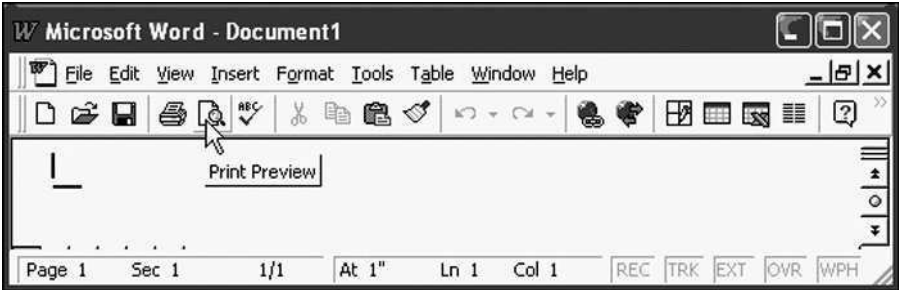 W Microsoft Word - Document1
W File Edit View Insert Format Tools Table Window Help
ABC
Print Preview
Page 1 Sec 1 1/1 At 1" Ln 1 Col 1 REC TRK EXT OVR WPH